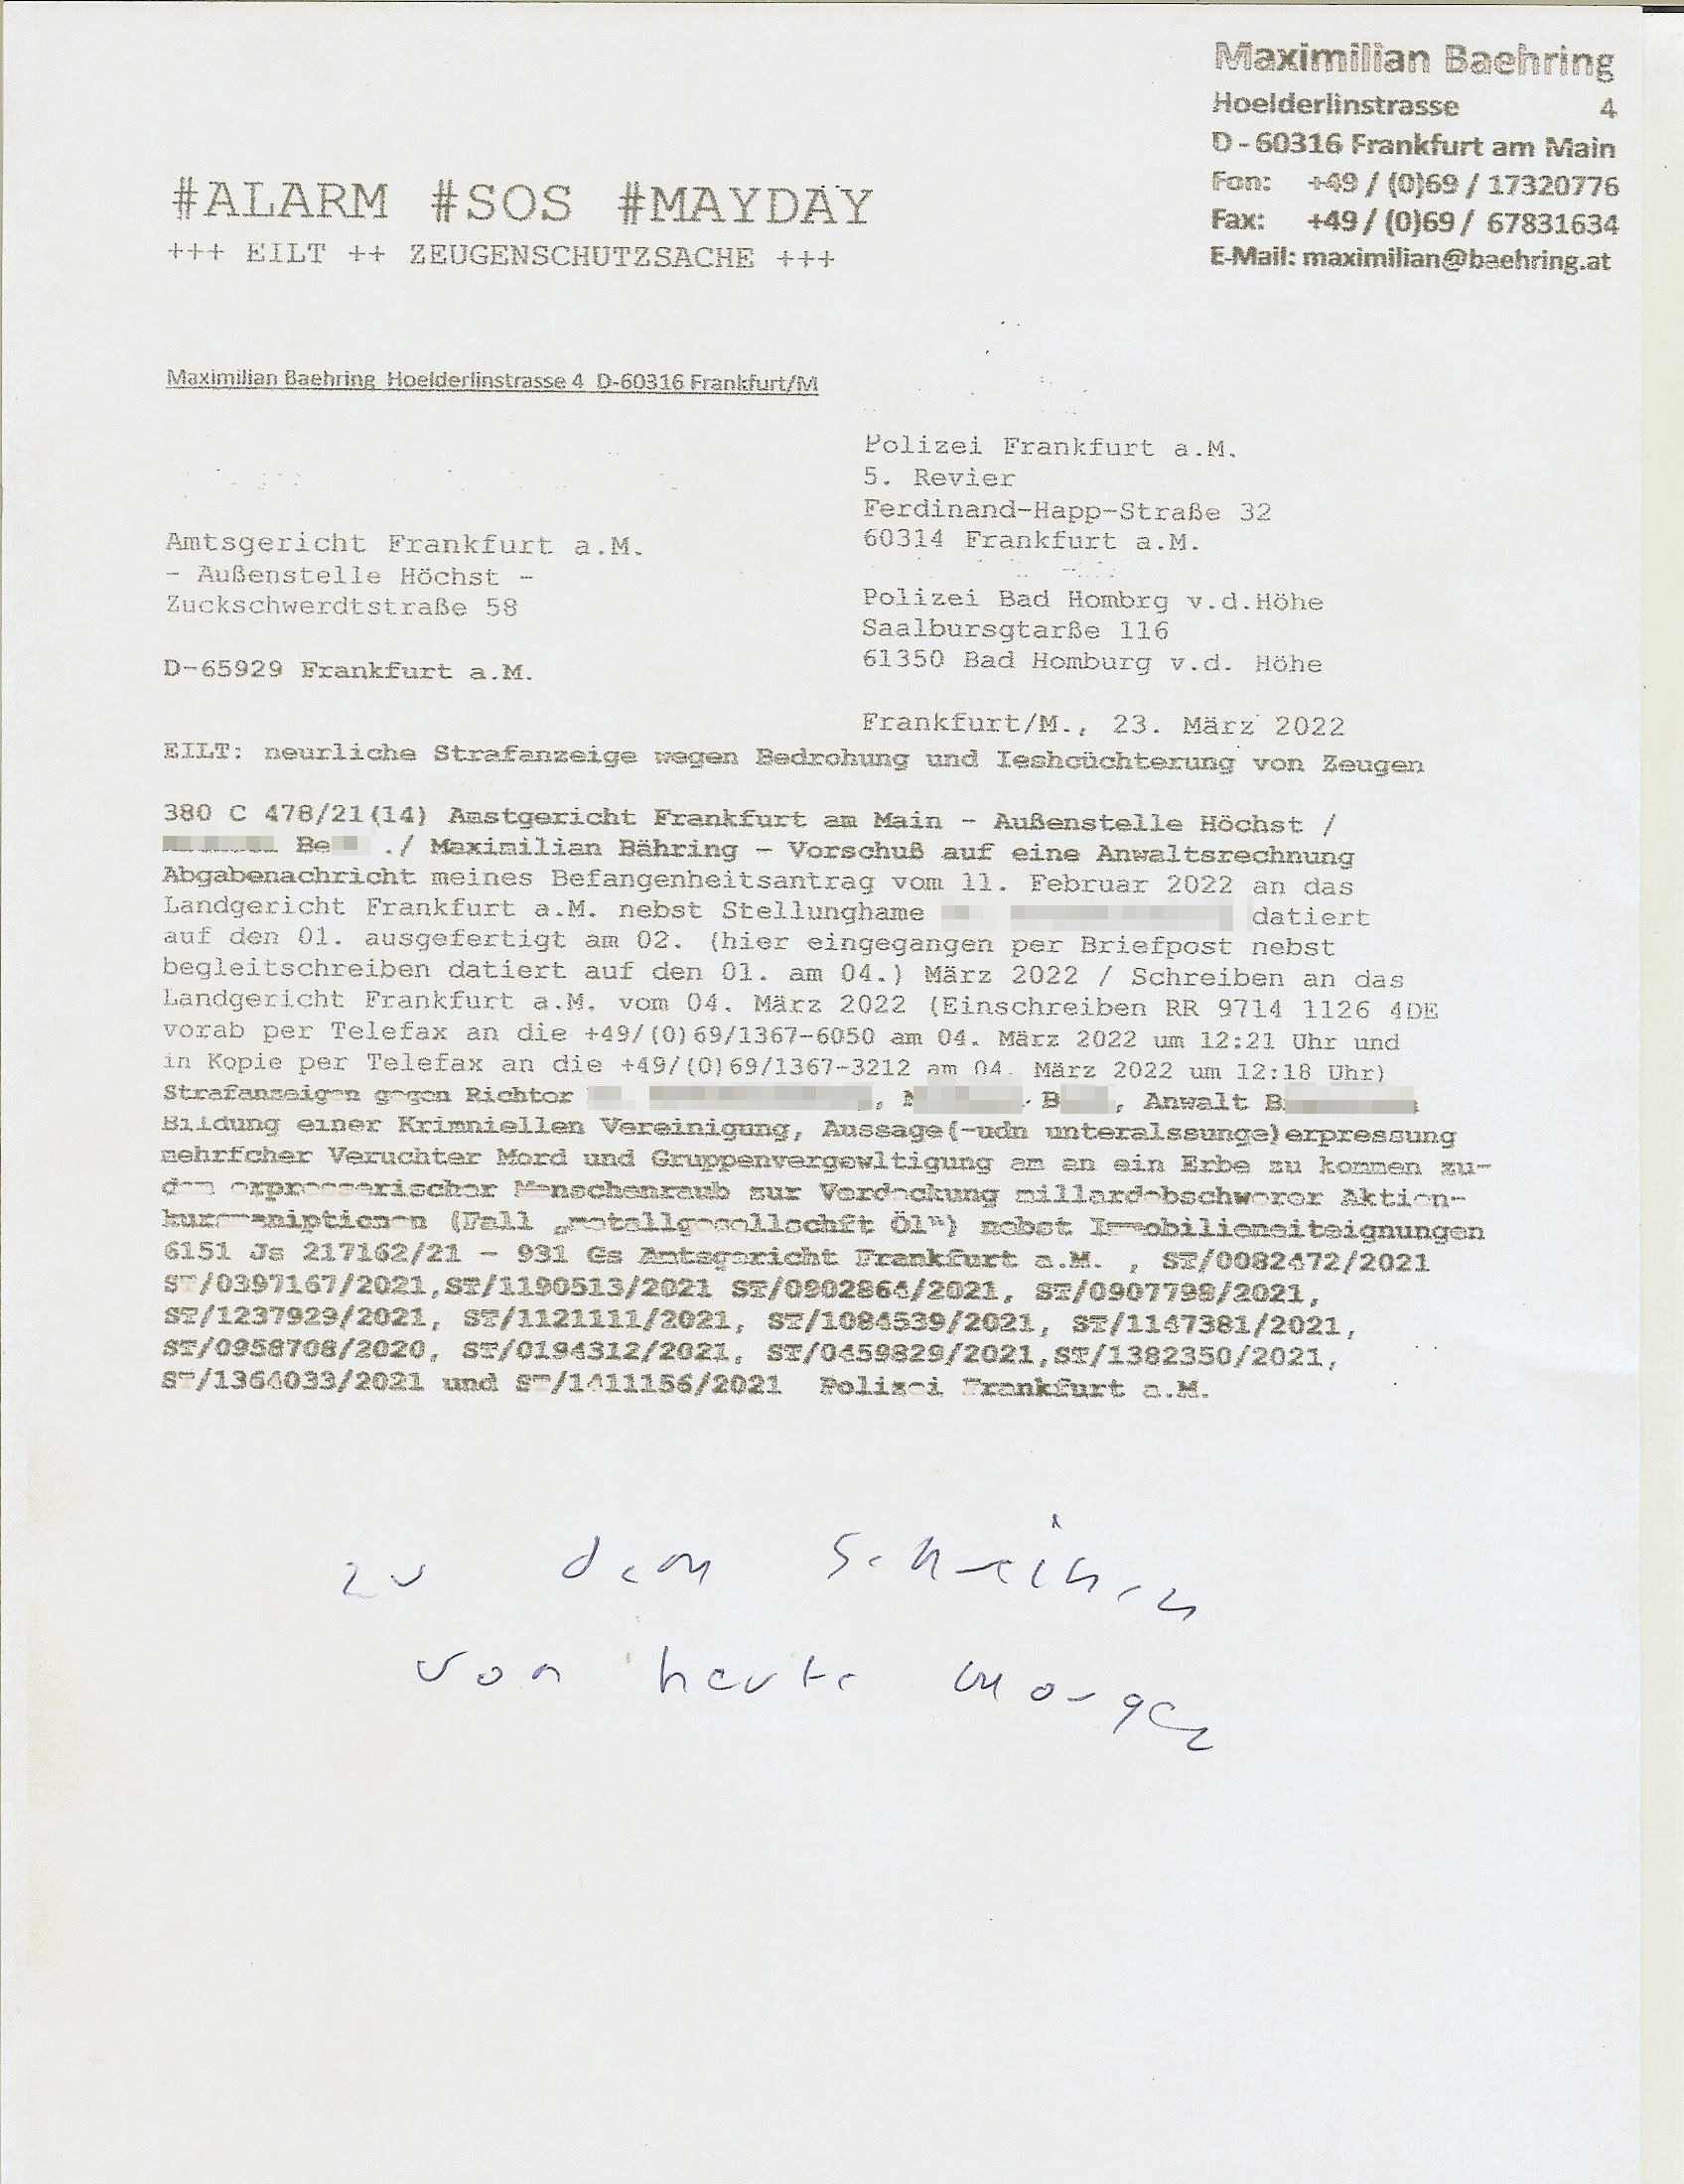 Maximilian Baehring
Hoelderlinstrasse 4
D - 60316 Frankfurt am Main
Fon: +49 / (0)69 / 17320776
Fax: +49 / (0)69 / 67831634
E-Mail: maximilian@baehring.at
#ALARM #SOS #MAYDAY
+++ EILT ++ ZEUGENSCHUTZSACHE +++
Maximilian Baehring Hoelderlinstrasse 4 D-60316 Frankfurt/M
Polizei Frankfurt a.M.
5. Revier
Ferdinand-Happ-Straße 32
60314 Frankfurt a.M.
Amtsgericht Frankfurt a.M.
- Außenstelle Höchst -
Zuckschwerdtstraße 58
D-65929 Frankfurt a.M.
Polizei Bad Hombrg v.d.Höhe
Saalbursgtarße 116
61350 Bad Homburg v.d. Höhe
Frankfurt/M., 23. März 2022
EILT: neurliche Strafanzeige wegen Bedrohung und Ieshcüchterung von Zeugen
380 C 478/21(14) Amstgericht Frankfurt am Main - Außenstelle Höchst /
Be ./ Maximilian Bähring - Vorschuß auf eine Anwaltsrechnung
Abgabenachricht meines Befangenheitsantrag vom 11. Februar 2022 an das
Landgericht Frankfurt a.M. nebst Stellunghame datiert
auf den 01. ausgefertigt am 02. (hier eingegangen per Briefpost nebst
begleitschreiben datiert auf den 01. am 04.) März 2022 / Schreiben an das
Landgericht Frankfurt a.M. vom 04. März 2022 (Einschreiben RR 9714 1126 4DE
vorab per Telefax an die +49/(0)69/1367-6050 am 04. März 2022 um 12:21 Uhr und
in Kopie per Telefax an die +49/(0)69/1367-3212 am 04. März 2022 um 12:18 Uhr)
Strafanzeigen gegen Richter , M B , Anwalt B
Bildung einer Krimniellen Vereinigung, Aussage(-udn unteralssunge)erpressung
mehrfcher Veruchter Mord und Gruppenvergewltigung am an ein Erbe zu kommen zu-
dem erpresserischer Menschenraub zur Verdeckung millardebschwerer Aktien-
kursmaniptionen (Fall „metallgesellschft Öl“) nebst Immobilieneiteignungen
6151 Js 217162/21 - 931 Gs Amtsgericht Frankfurt a.M. , ST/0082472/2021
ST/0397167/2021,ST/1190513/2021 ST/0902864/2021, ST/0907798/2021,
ST/1237929/2021, ST/1121111/2021, ST/1084539/2021, ST/1147381/2021,
ST/0958708/2020, ST/0194312/2021, ST/0459829/2021,ST/1382350/2021,
ST/1364033/2021 und ST/1411156/2021 Polizei Frankfurt a.M.
zu dem Schreiben
von heute morgen